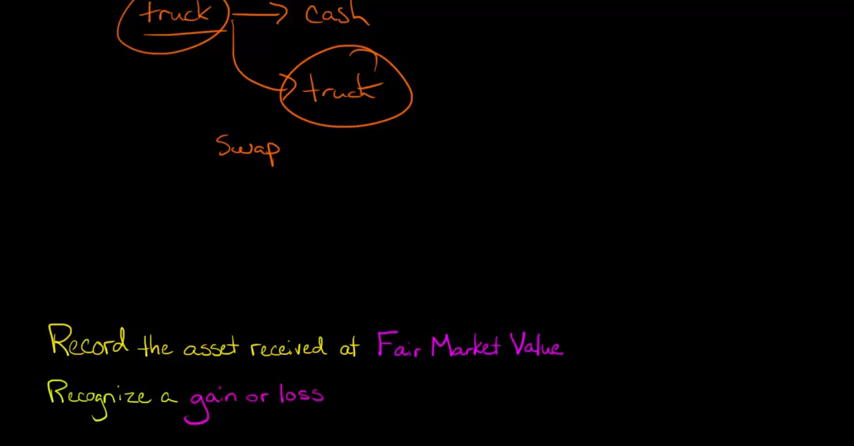 truck → cash
truck
Swap
Record the asset received at Fair Market Value
Recognize a gain or loss